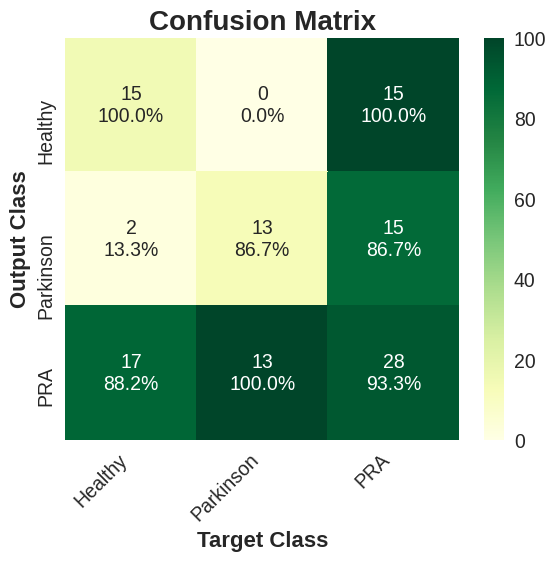 Confusion Matrix
Output Class
Healthy
15
100.0%
0
0.0%
15
100.0%
Parkinson
2
13.3%
13
86.7%
15
86.7%
PRA
17
88.2%
13
100.0%
28
93.3%
Healthy
Parkinson
PRA
Target Class
100
80
60
40
20
0